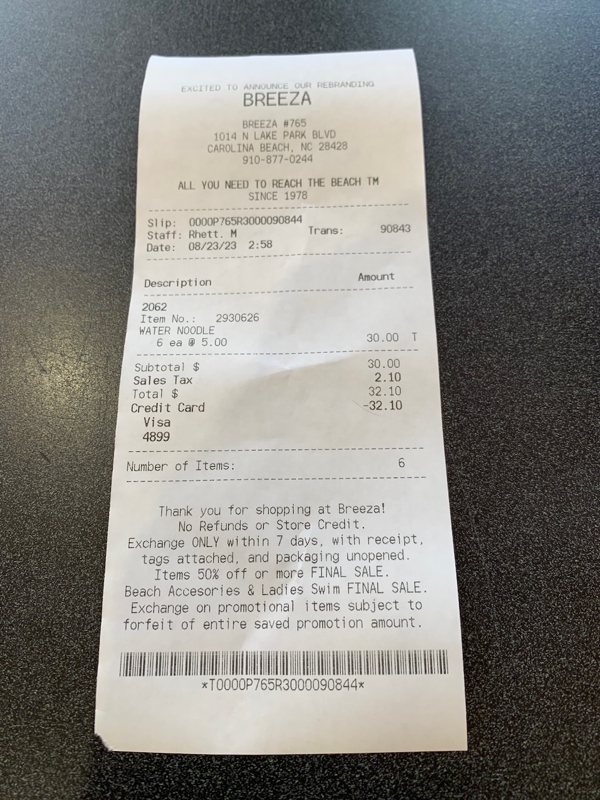 EXCITED TO ANNOUNCE OUR REBRANDING
BREEZA
BREEZA #765
1014 N LAKE PARK BLVD
CAROLINA BEACH, NC 28428
910-877-0244
ALL YOU NEED TO REACH THE BEACH TM
SINCE 1978
Slip: 0000P765R3000090844
Staff: Rhett. M Trans: 90843
Date: 08/23/23 2:58
Description Amount
2062
Item No.: 2930626
WATER NOODLE
6 ea @ 5.00 30.00 T
Subtotal $ 30.00
Sales Tax 2.10
Total $ 32.10
Credit Card -32.10
Visa
4899
Number of Items: 6
Thank you for shopping at Breeza!
No Refunds or Store Credit.
Exchange ONLY within 7 days, with receipt,
tags attached, and packaging unopened.
Items 50% off or more FINAL SALE.
Beach Accesories & Ladies Swim FINAL SALE.
Exchange on promotional items subject to
forfeit of entire saved promotion amount.
*T0000P765R3000090844*